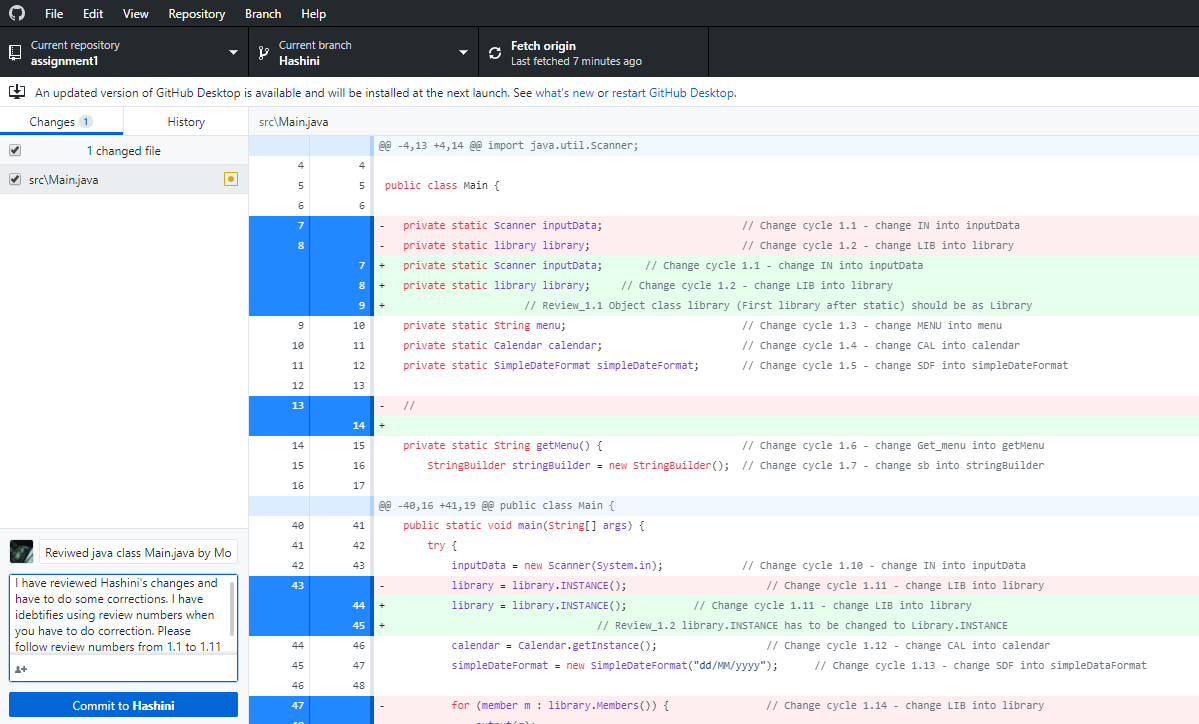 File Edit View Repository Branch Help
Current repository
assignment1
Current branch
Hashini
Fetch origin
Last fetched 7 minutes ago
An updated version of GitHub Desktop is available and will be installed at the next launch. See what's new or restart GitHub Desktop.
Changes 1 History
1 changed file
src\Main.java
Reviwed java class Main.java by Mo
I have reviewed Hashini's changes and
have to do some corrections. I have
idebtifies using review numbers when
you have to do correction. Please
follow review numbers from 1.1 to 1.11
Commit to Hashini
src\Main.java
@@ -4,13 +4,14 @@ import java.util.Scanner;
4 4
5 5 public class Main {
6 6
7 - private static Scanner inputData; // Change cycle 1.1 - change IN into inputData
8 - private static library library; // Change cycle 1.2 - change LIB into library
7 + private static Scanner inputData; // Change cycle 1.1 - change IN into inputData
8 + private static library library; // Change cycle 1.2 - change LIB into library
9 + // Review_1.1 Object class library (First library after static) should be as Library
9 10 private static String menu; // Change cycle 1.3 - change MENU into menu
10 11 private static Calendar calendar; // Change cycle 1.4 - change CAL into calendar
11 12 private static SimpleDateFormat simpleDateFormat; // Change cycle 1.5 - change SDF into simpleDateFormat
12 13
13 - //
14 +
14 15 private static String getMenu() { // Change cycle 1.6 - change Get_menu into getMenu
15 16 StringBuilder stringBuilder = new StringBuilder(); // Change cycle 1.7 - change sb into stringBuilder
16 17
@@ -40,16 +41,19 @@ public class Main {
40 41 public static void main(String[] args) {
41 42 try {
42 43 inputData = new Scanner(System.in); // Change cycle 1.10 - change IN into inputData
43 - library = library.INSTANCE(); // Change cycle 1.11 - change LIB into library
44 + library = library.INSTANCE(); // Change cycle 1.11 - change LIB into library
45 + // Review_1.2 library.INSTANCE has to be changed to Library.INSTANCE
44 46 calendar = Calendar.getInstance(); // Change cycle 1.12 - change CAL into calendar
45 47 simpleDateFormat = new SimpleDateFormat("dd/MM/yyyy"); // Change cycle 1.13 - change SDF into simpleDataFormat
46 48
47 - for (member m : library.Members()) { // Change cycle 1.14 - change LIB into library